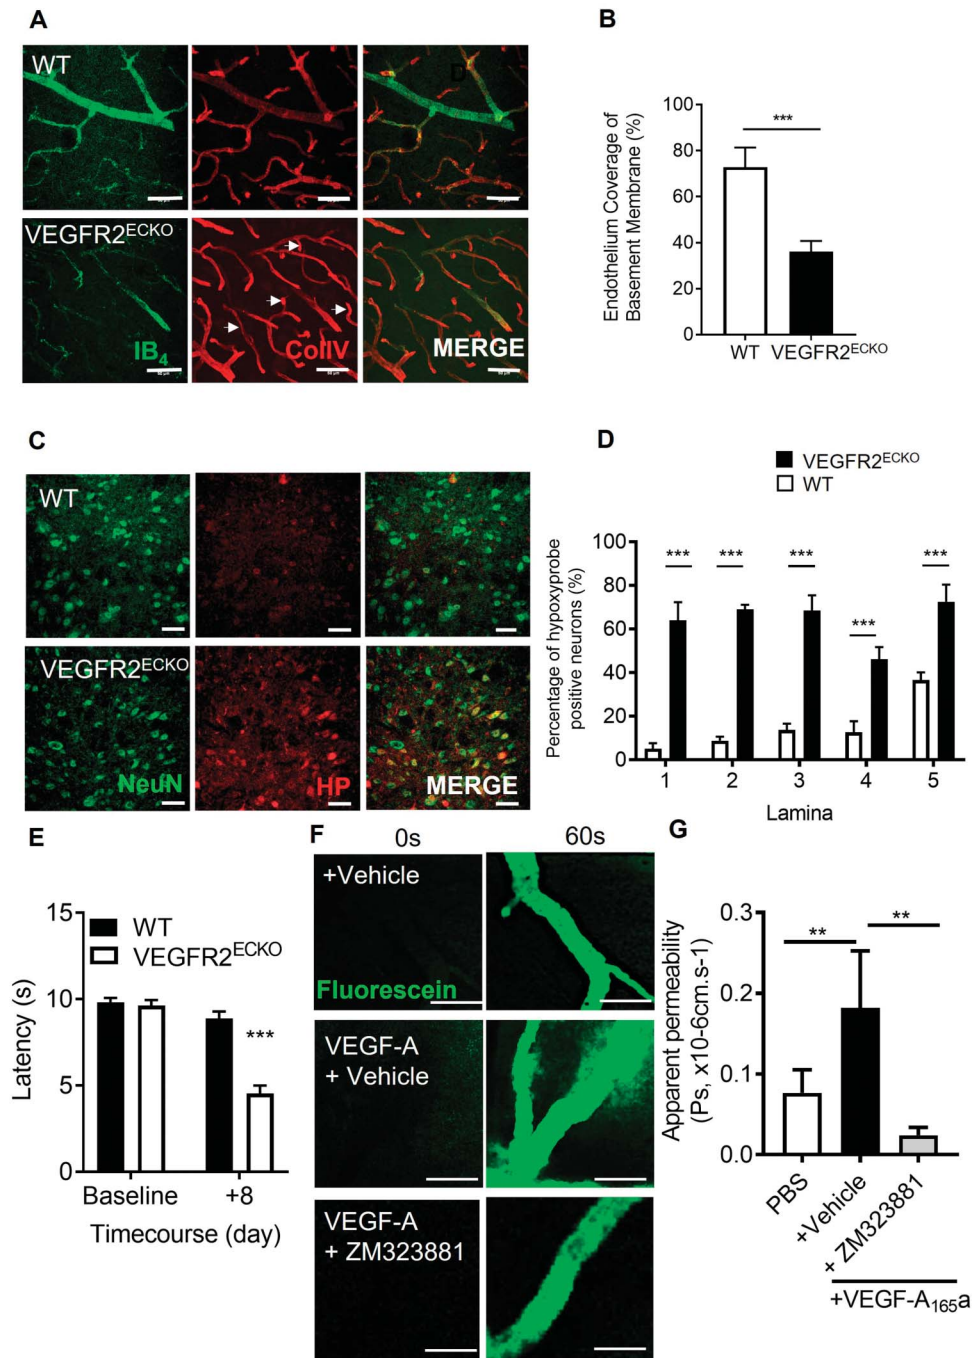 A
WT
D
VEGFR2ECKO
IB4
ColIV
MERGE
B
Endothelium Coverage of
Basement Membrane (%)
100
80
60
40
20
0
***
WT
VEGFR2ECKO
C
WT
VEGFR2ECKO
NeuN
HP
MERGE
D
VEGFR2ECKO
WT
Percentage of hypoxyprobe
positive neurons (%)
100
80
60
40
20
0
***
***
***
***
***
1 2 3 4 5
Lamina
E
Latency (s)
15
10
5
0
WT
VEGFR2ECKO
***
Baseline +8
Timecourse (day)
F
0s 60s
+Vehicle
Fluorescein
VEGF-A
+ Vehicle
VEGF-A
+ ZM323881
G
Apparent permeability
(Ps, x10-6cm.s-1)
0.3
0.2
0.1
0.0
**
**
PBS
+Vehicle
+ ZM323881
+VEGF-A165a